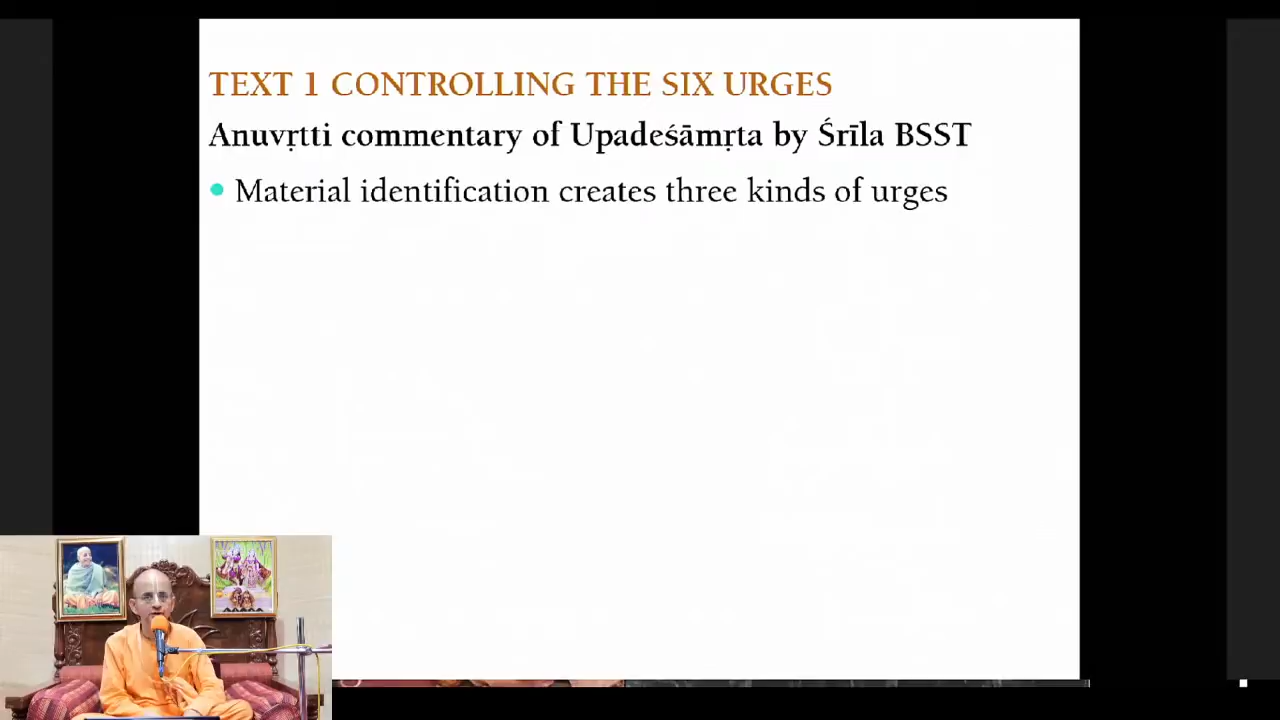 TEXT 1 CONTROLLING THE SIX URGES
Anuvṛtti commentary of Upadeśāmṛta by Śrīla BSST
• Material identification creates three kinds of urges